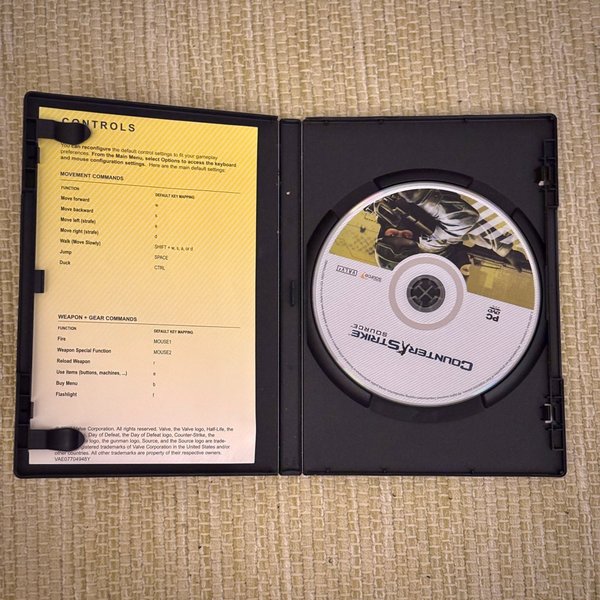 CONTROLS
You can reconfigure the default control settings to fit your gameplay
preferences. From the Main Menu, select Options to access the keyboard
and mouse configuration settings. Here are the main default settings:
MOVEMENT COMMANDS
FUNCTION DEFAULT KEY MAPPING
Move forward w
Move backward s
Move left (strafe) a
Move right (strafe) d
Walk (Move Slowly) SHIFT + w, s, a, or d
Jump SPACE
Duck CTRL
WEAPON + GEAR COMMANDS
FUNCTION DEFAULT KEY MAPPING
Fire MOUSE1
Weapon Special Function MOUSE2
Reload Weapon r
Use items (buttons, machines, ...) e
Buy Menu b
Flashlight f
Valve Corporation. All rights reserved. Valve, the Valve logo, Half-Life, the
Day of Defeat, the Day of Defeat logo, Counter-Strike, the
logo, the gunman logo, Source, and the Source logo are trade-
registered trademarks of Valve Corporation in the United States and/or
other countries. All other trademarks are property of their respective owners.
VAE07704948Y
SOURCE
VALVE
PC
DVD
COUNTER STRIKE
SOURCE